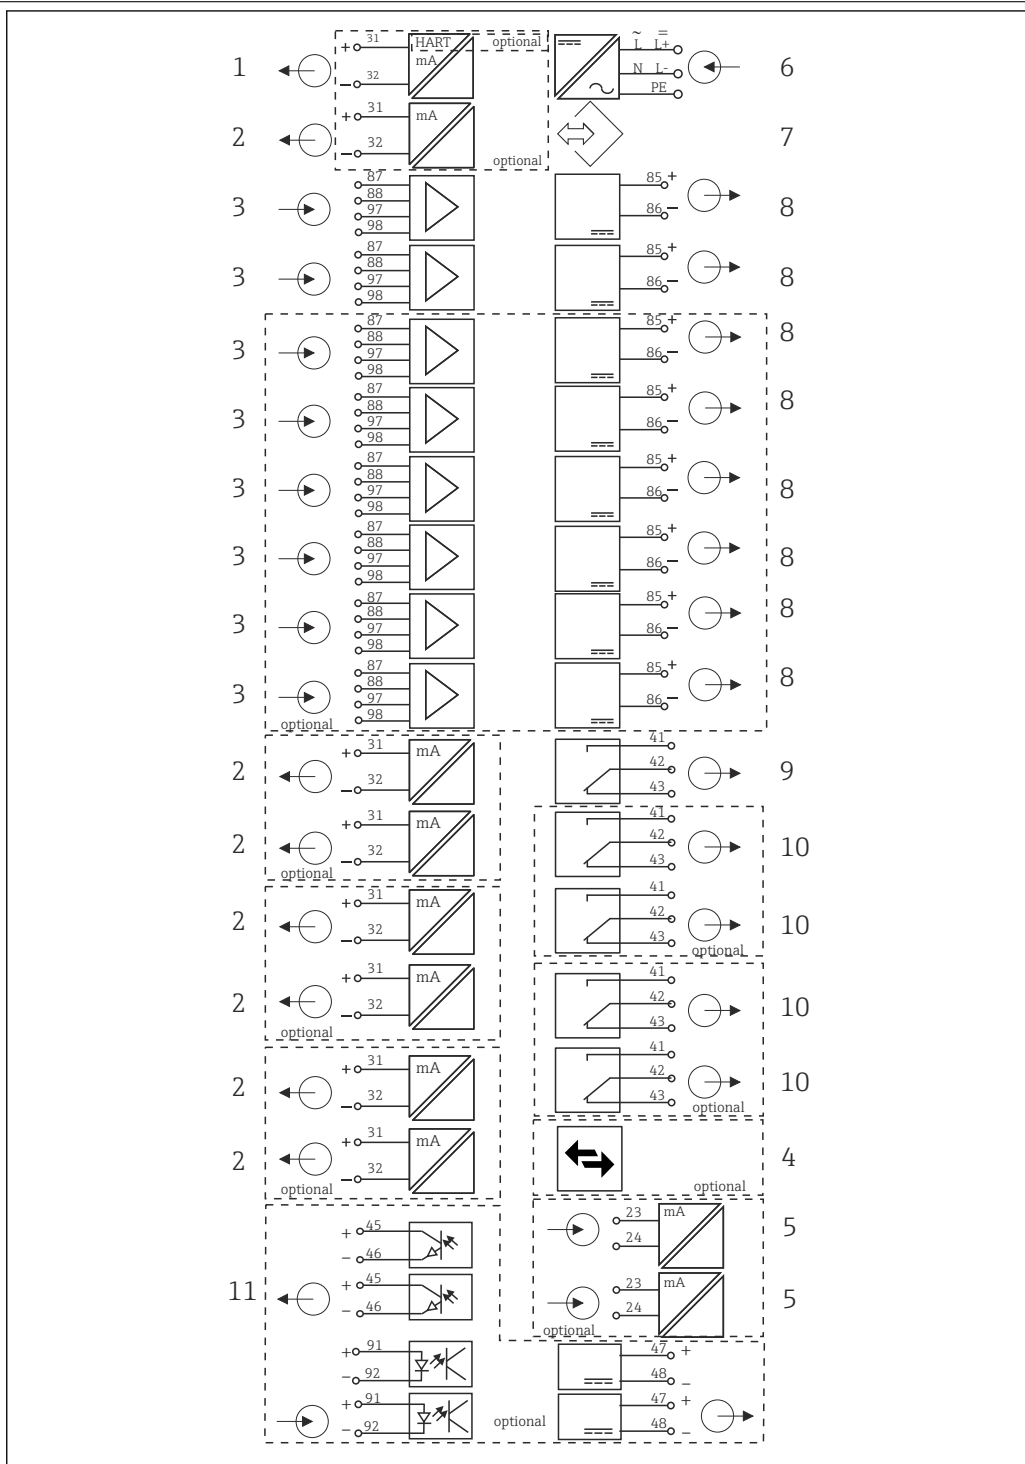 1 + 31 HART optional
− 32 mA
~ =
L L+ 6
N L-
PE
2 + 31 mA
− 32 optional
7
3 87 88 97 98
85 + 86 − 8
3 87 88 97 98
85 + 86 − 8
3 87 88 97 98
85 + 86 − 8
3 87 88 97 98
85 + 86 − 8
3 87 88 97 98
85 + 86 − 8
3 87 88 97 98
85 + 86 − 8
3 87 88 97 98
85 + 86 − 8
3 optional 87 88 97 98
85 + 86 − 8
2 + 31 − 32 mA
41 42 43 9
2 optional + 31 − 32 mA
41 42 43 10
2 + 31 − 32 mA
41 42 43 optional 10
2 optional + 31 − 32 mA
41 42 43 10
2 + 31 − 32 mA
41 42 43 optional 10
2 optional + 31 − 32 mA
4 optional
+ 45 − 46
23 24 mA 5
11 + 45 − 46
optional 23 24 mA 5
+ 91 − 92
47 + 48 −
+ 91 − 92
optional 47 + 48 −